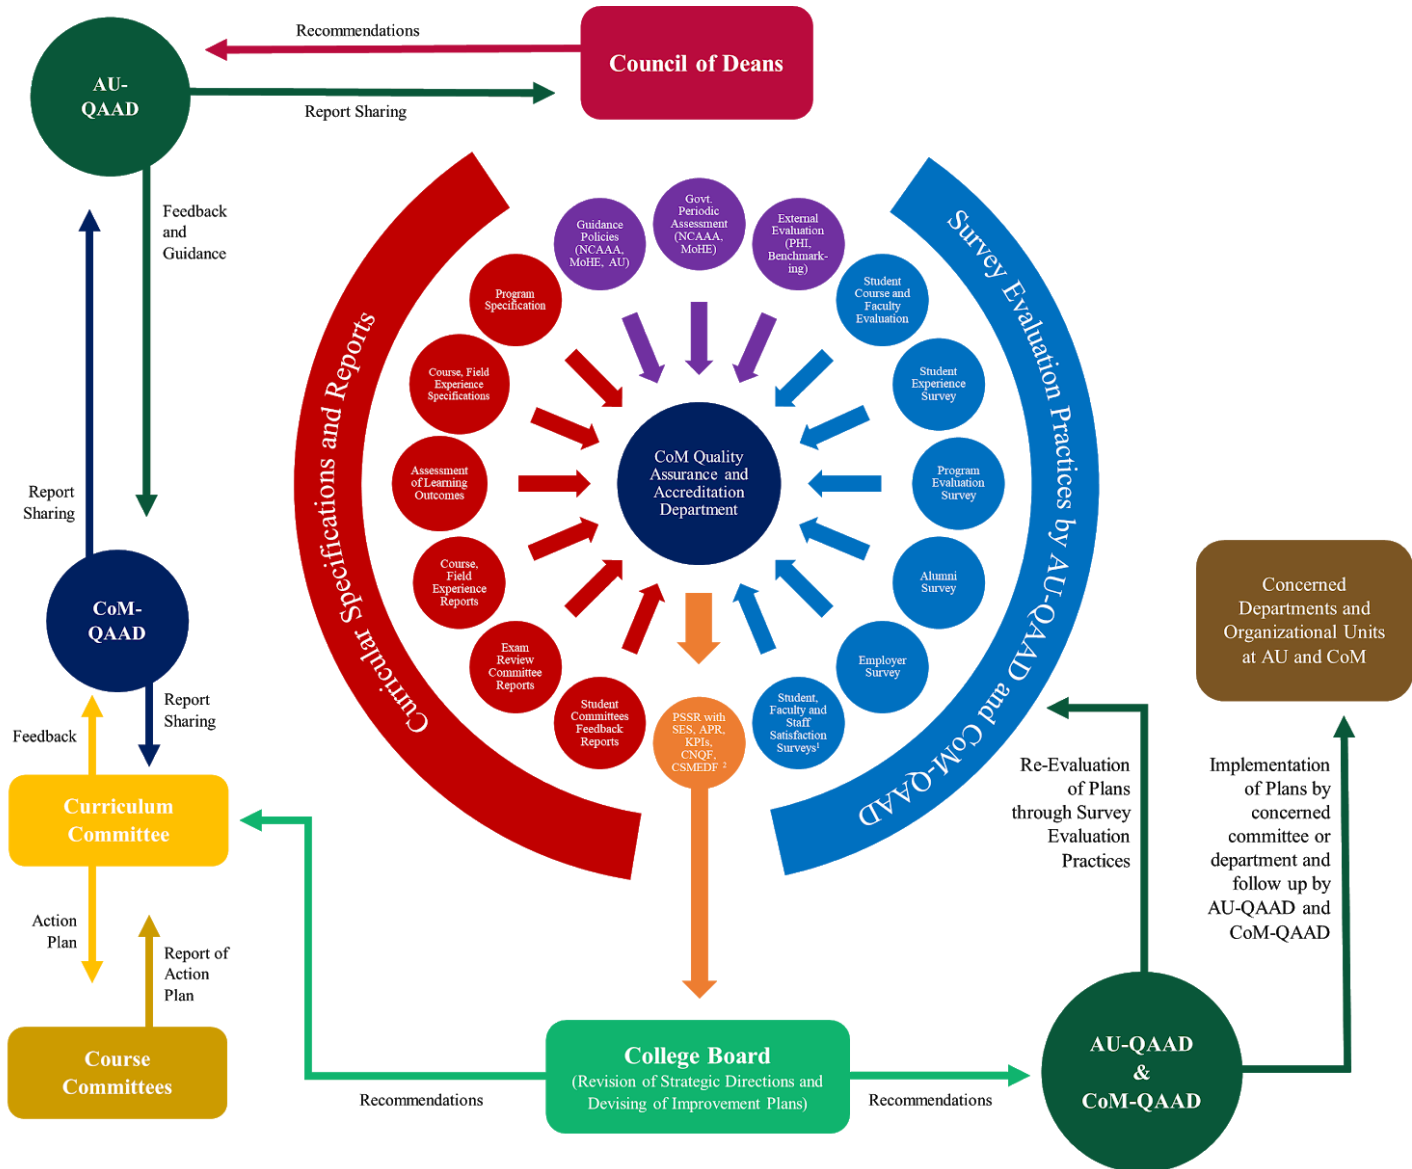 Recommendations
Council of Deans
AU-
QAAD
Report Sharing
Feedback
and
Guidance
Report
Sharing
CoM-
QAAD
Report
Sharing
Feedback
Curriculum
Committee
Action
Plan
Report of
Action
Plan
Course
Committees
Curricular Specifications and Reports
Guidance
Policies
(NCAAA,
MoHE, AU)
Govt.
Periodic
Assessment
(NCAAA,
MoHE)
External
Evaluation
(PHI,
Benchmark-
ing)
Program
Specification
Student
Course and
Faculty
Evaluation
Course, Field
Experience
Specifications
Student
Experience
Survey
Assessment
of Learning
Outcomes
CoM Quality
Assurance and
Accreditation
Department
Program
Evaluation
Survey
Course,
Field
Experience
Reports
Alumni
Survey
Exam
Review
Committee
Reports
Employer
Survey
Student
Committees
Feedback
Reports
PSSR with
SES, APR,
KPIs,
CNQF,
CSMEDF 2
Student,
Faculty and
Staff
Satisfaction
Surveys1
Survey Evaluation Practices by AU-QAAD and CoM-QAAD
Concerned
Departments and
Organizational Units
at AU and CoM
Re-Evaluation
of Plans
through Survey
Evaluation
Practices
Implementation
of Plans by
concerned
committee or
department and
follow up by
AU-QAAD and
CoM-QAAD
College Board
(Revision of Strategic Directions and
Devising of Improvement Plans)
Recommendations
Recommendations
AU-QAAD
&
CoM-QAAD